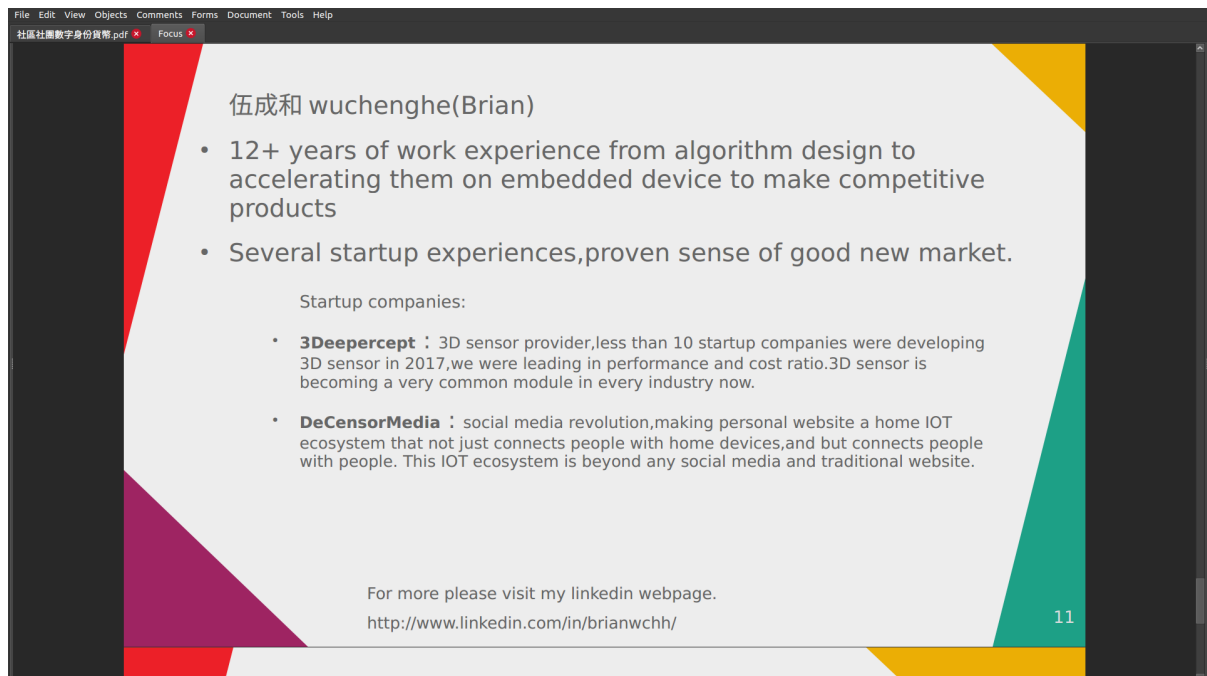 File Edit View Objects Comments Forms Document Tools Help
社區社團數字身份貨幣.pdf Focus
伍成和 wuchenghe(Brian)
• 12+ years of work experience from algorithm design to
accelerating them on embedded device to make competitive
products
• Several startup experiences,proven sense of good new market.
Startup companies:
• 3Deepercept：3D sensor provider,less than 10 startup companies were developing
3D sensor in 2017,we were leading in performance and cost ratio.3D sensor is
becoming a very common module in every industry now.
• DeCensorMedia：social media revolution,making personal website a home IOT
ecosystem that not just connects people with home devices,and but connects people
with people. This IOT ecosystem is beyond any social media and traditional website.
For more please visit my linkedin webpage.
http://www.linkedin.com/in/brianwchh/
11